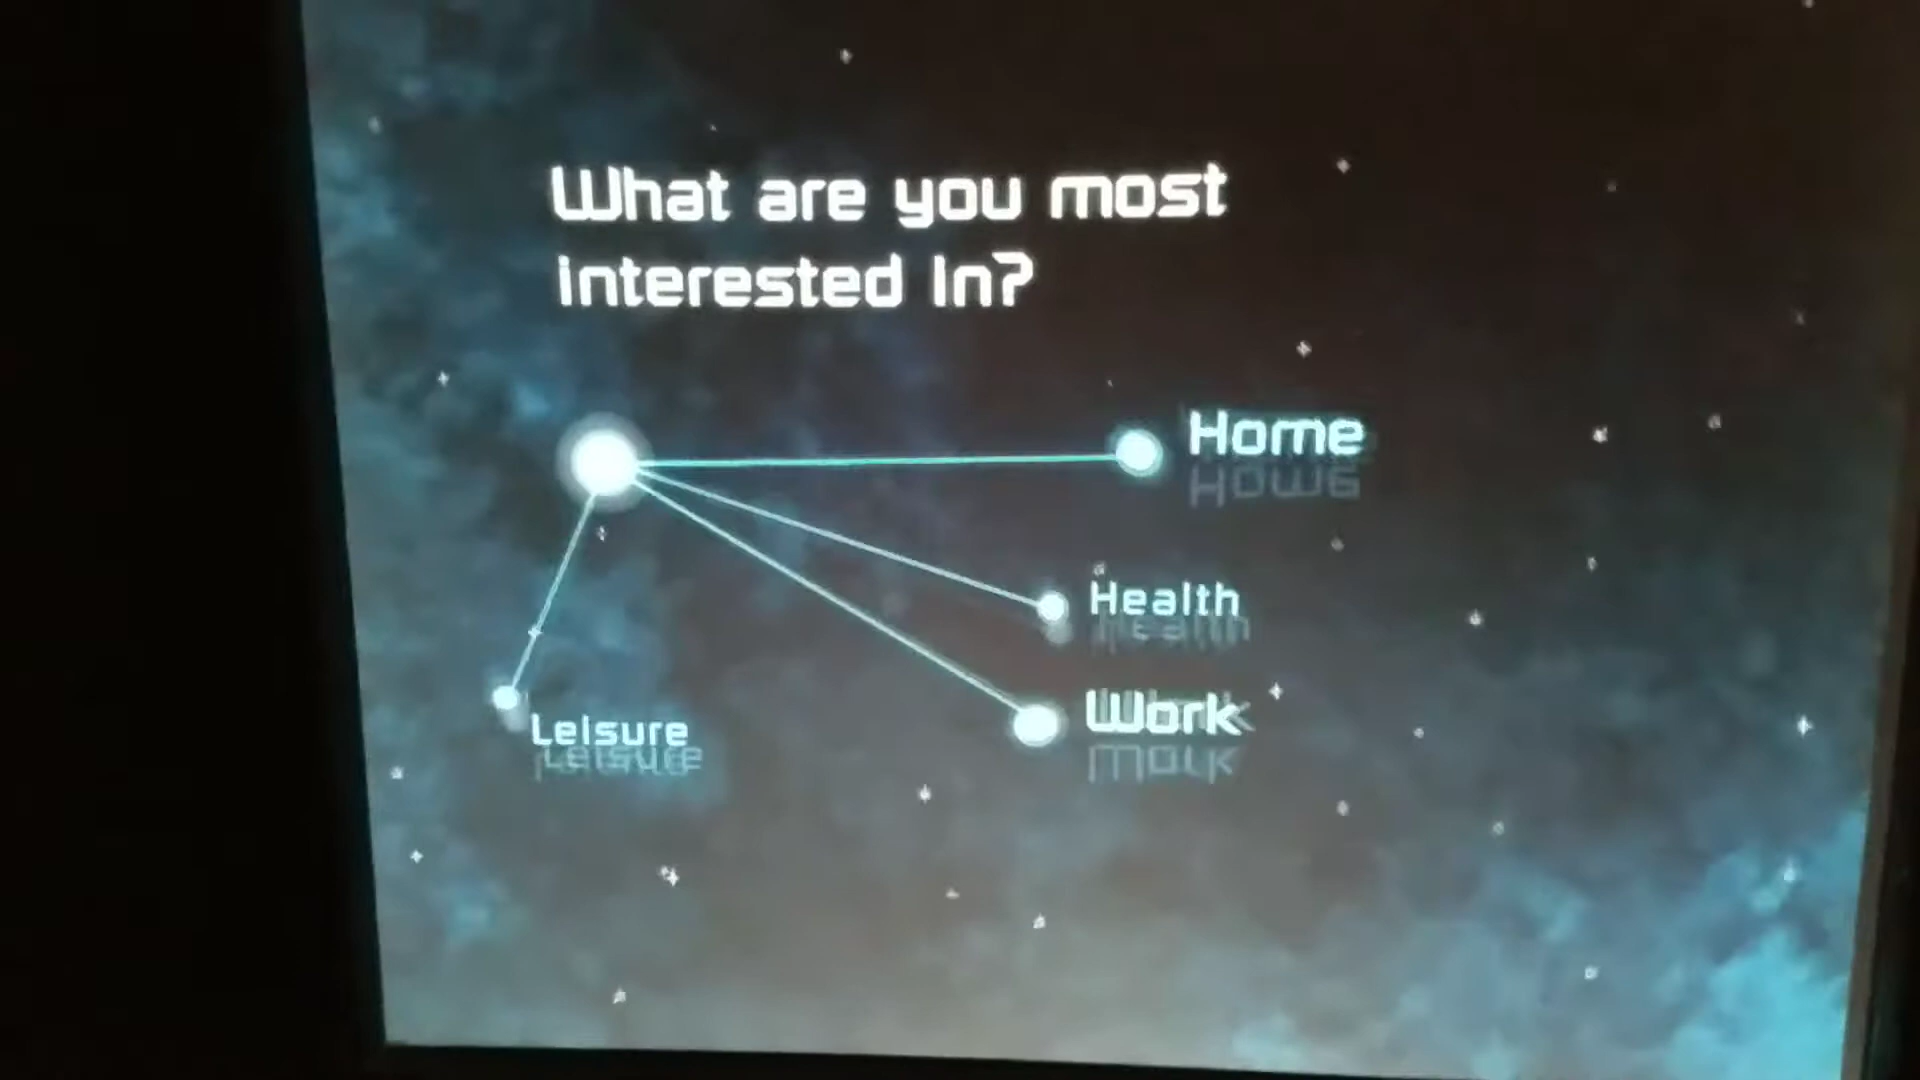 What are you most
interested in?
Home
Health
Work
Leisure